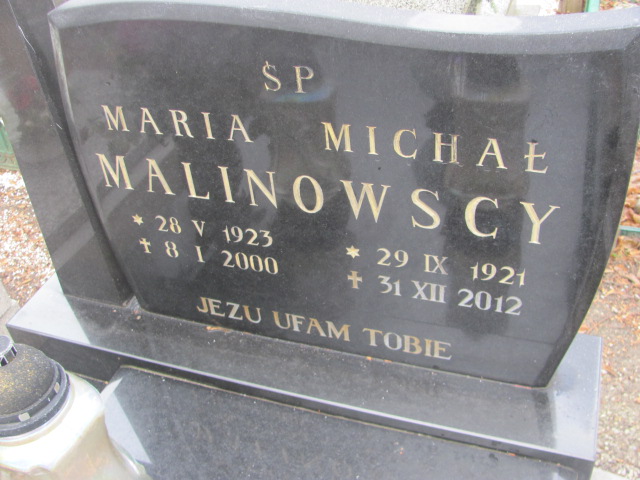 ŚP
MARIA MICHAŁ
MALINOWSCY
* 28 V 1923
✝ 8 I 2000
* 29 IX 1921
✝ 31 XII 2012
JEZU UFAM TOBIE